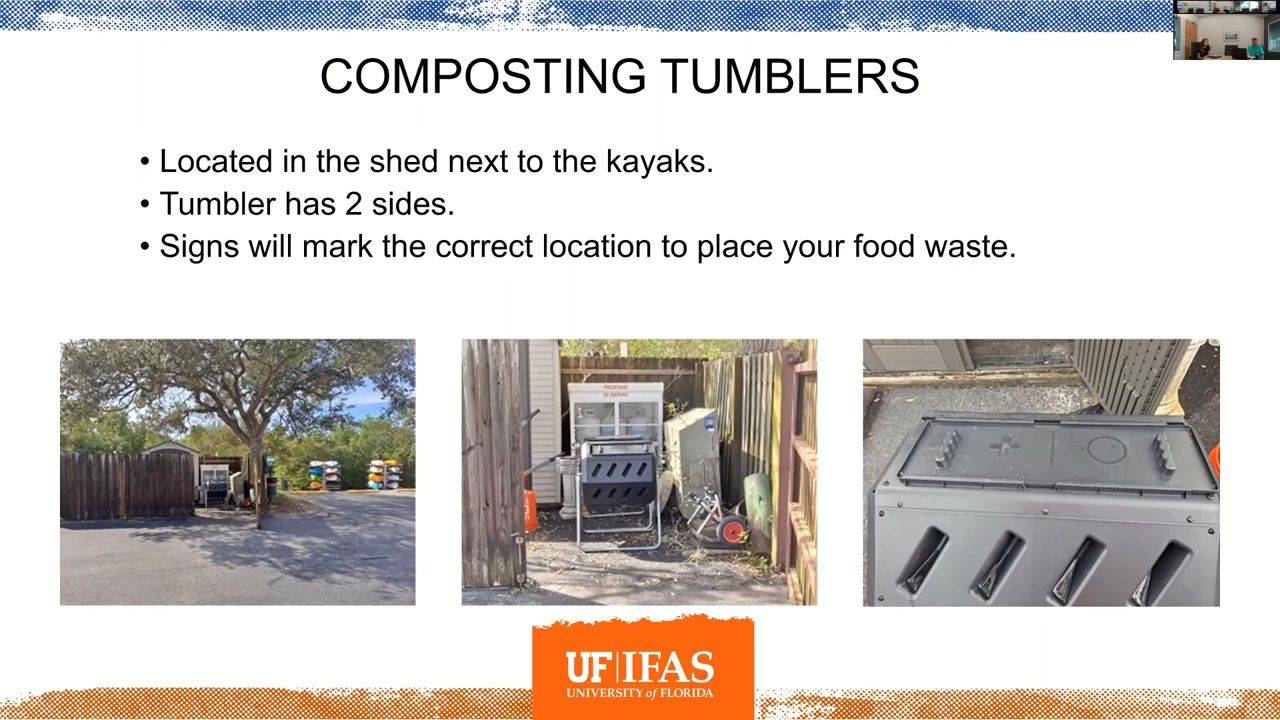 COMPOSTING TUMBLERS
• Located in the shed next to the kayaks.
• Tumbler has 2 sides.
• Signs will mark the correct location to place your food waste.
PROPANE
NO SMOKING
UF|IFAS
UNIVERSITY of FLORIDA